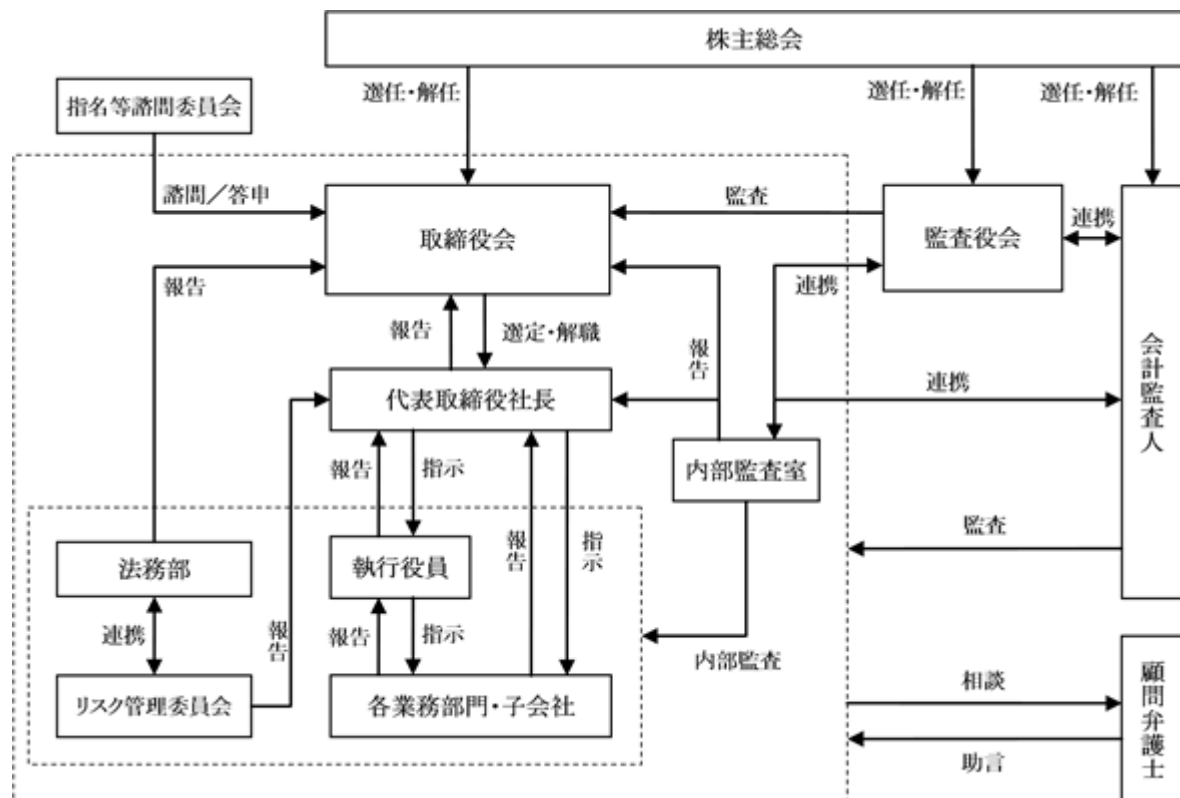 株主総会
指名等諮問委員会
選任・解任
選任・解任
選任・解任
諮問／答申
取締役会
監査
監査役会
連携
報告
連携
報告
選定・解職
報告
代表取締役社長
連携
会計監査人
報告
指示
内部監査室
法務部
執行役員
報告
指示
監査
連携
報告
報告
指示
内部監査
リスク管理委員会
各業務部門・子会社
相談
助言
顧問弁護士